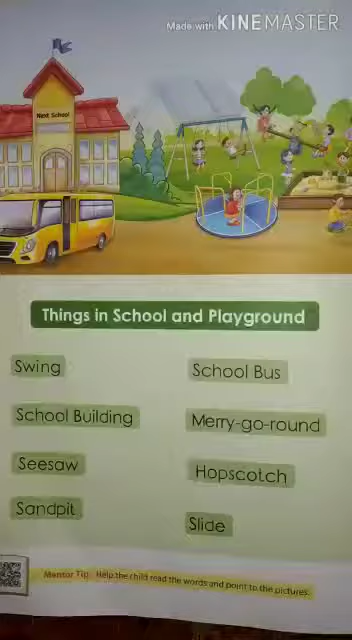 Made with KINEMASTER
Next School
Things in School and Playground
Swing
School Bus
School Building
Merry-go-round
Seesaw
Hopscotch
Sandpit
Slide
Mentor Tip: Help the child read the words and point to the pictures.